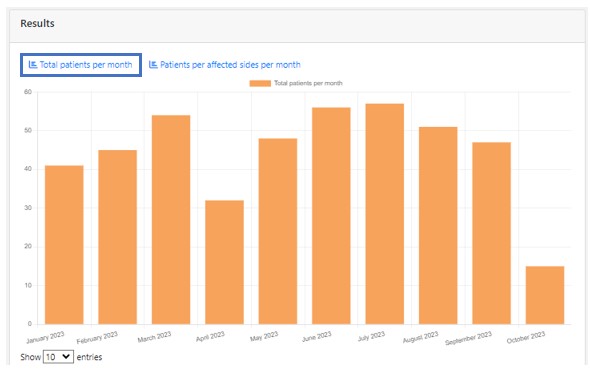 Results
Total patients per month Patients per affected sides per month
Total patients per month
60
50
40
30
20
10
0
January 2023 February 2023 March 2023 April 2023 May 2023 June 2023 July 2023 August 2023 September 2023 October 2023
Show 10 entries